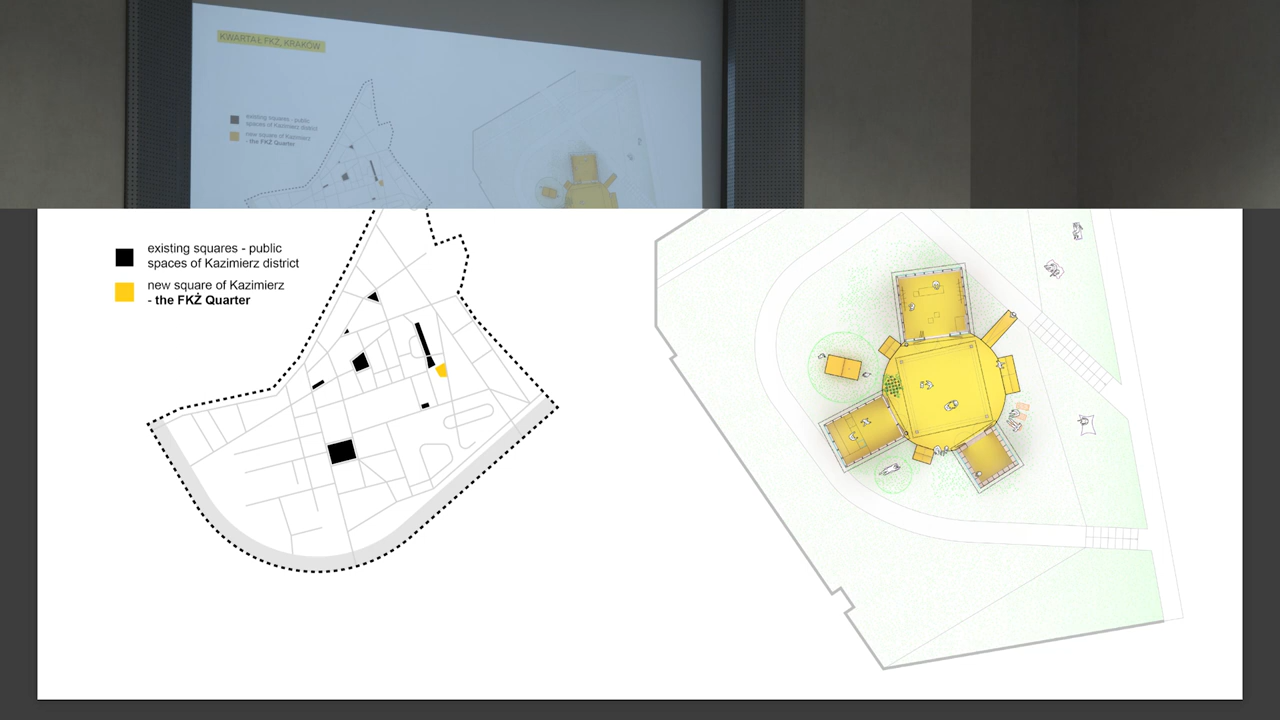 KWARTAŁ FKŻ, KRAKÓW
existing squares - public
spaces of Kazimierz district
new square of Kazimierz
- the FKŻ Quarter
existing squares - public
spaces of Kazimierz district
new square of Kazimierz
- the FKŻ Quarter